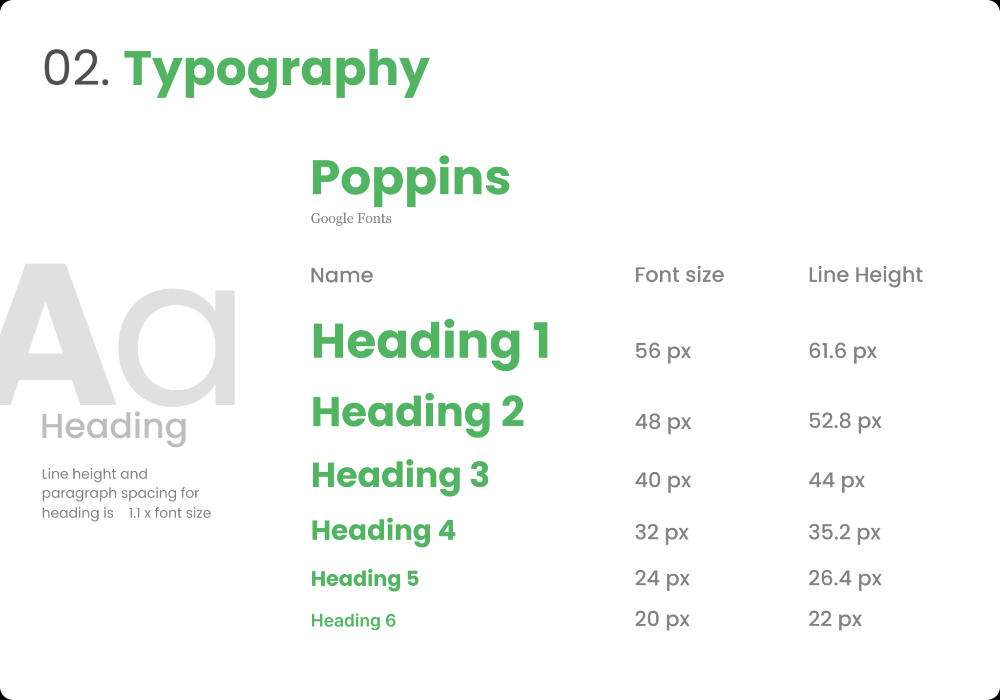 02. Typography
Poppins
Google Fonts
Aa
Heading
Line height and
paragraph spacing for
heading is 1.1 x font size
Name Font size Line Height
Heading 1 56 px 61.6 px
Heading 2 48 px 52.8 px
Heading 3 40 px 44 px
Heading 4 32 px 35.2 px
Heading 5 24 px 26.4 px
Heading 6 20 px 22 px